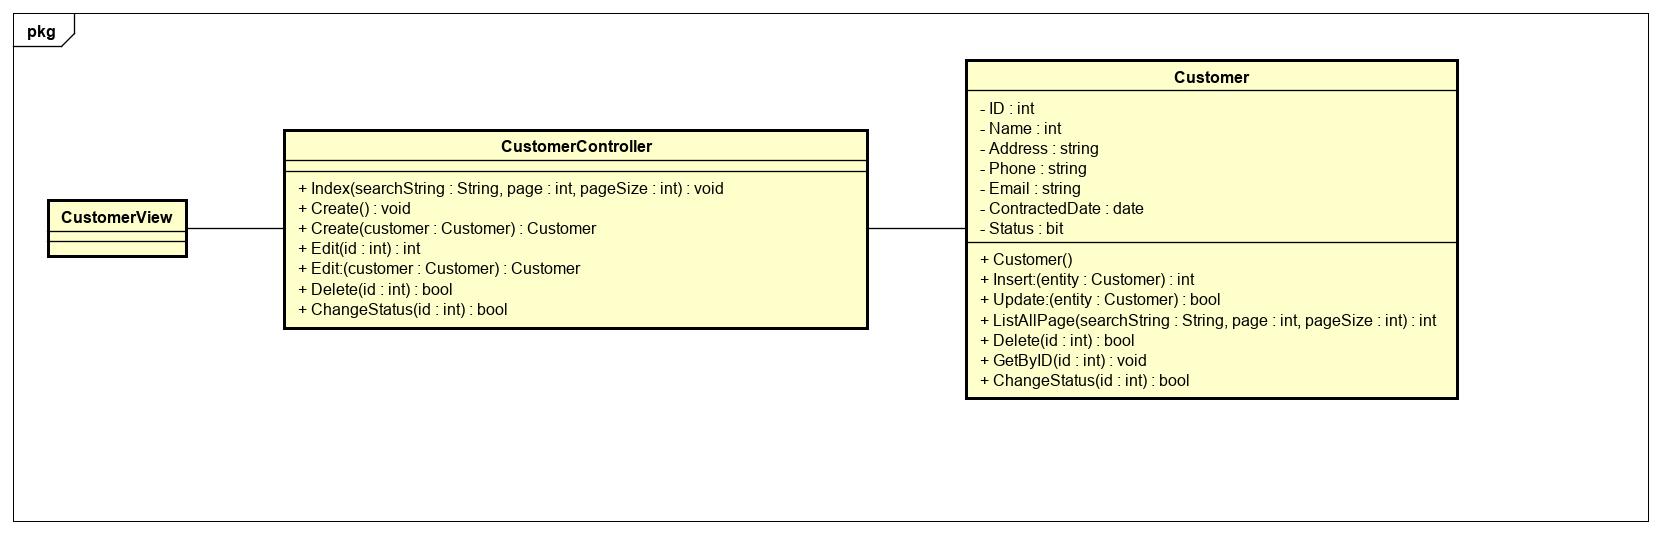 pkg
CustomerView
CustomerController
+ Index(searchString : String, page : int, pageSize : int) : void
+ Create() : void
+ Create(customer : Customer) : Customer
+ Edit(id : int) : int
+ Edit:(customer : Customer) : Customer
+ Delete(id : int) : bool
+ ChangeStatus(id : int) : bool
Customer
- ID : int
- Name : int
- Address : string
- Phone : string
- Email : string
- ContractedDate : date
- Status : bit
+ Customer()
+ Insert:(entity : Customer) : int
+ Update:(entity : Customer) : bool
+ ListAllPage(searchString : String, page : int, pageSize : int) : int
+ Delete(id : int) : bool
+ GetByID(id : int) : void
+ ChangeStatus(id : int) : bool